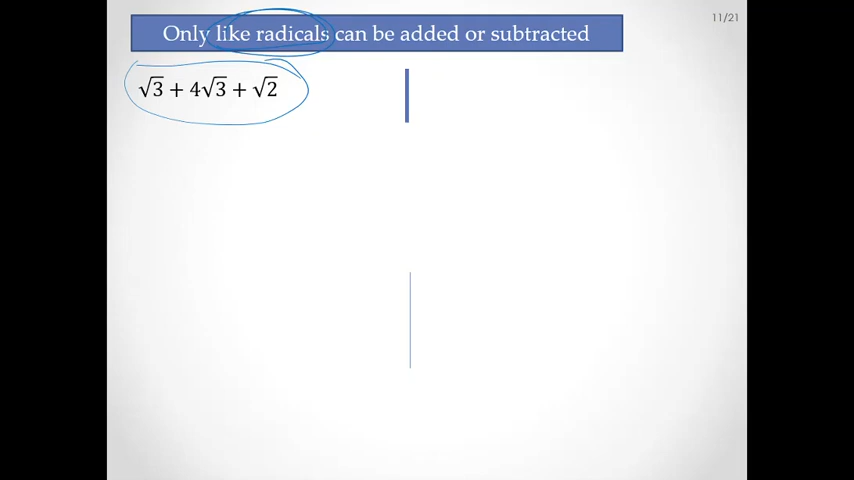 11/21
Only like radicals can be added or subtracted
√3 + 4√3 + √2